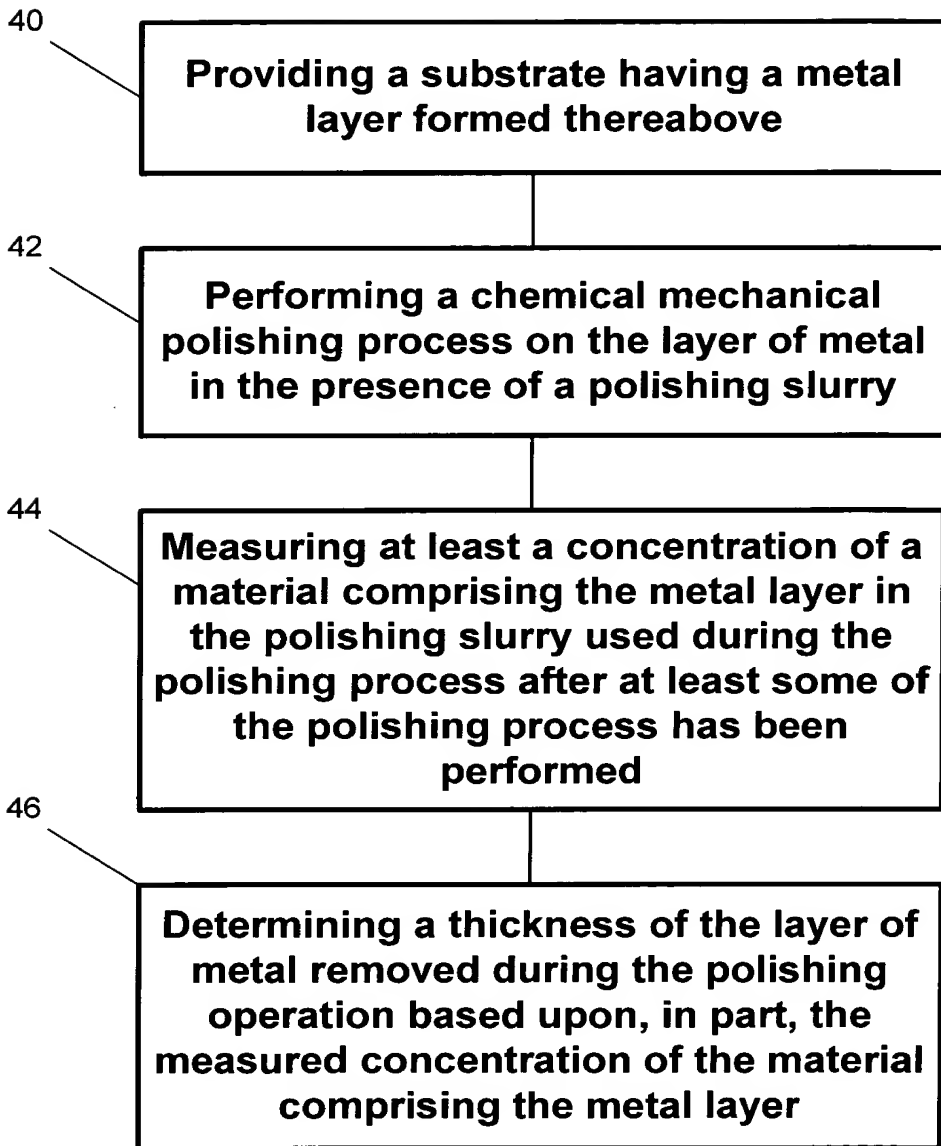 40
Providing a substrate having a metal
layer formed thereabove
42
Performing a chemical mechanical
polishing process on the layer of metal
in the presence of a polishing slurry
44
Measuring at least a concentration of a
material comprising the metal layer in
the polishing slurry used during the
polishing process after at least some of
the polishing process has been
performed
46
Determining a thickness of the layer of
metal removed during the polishing
operation based upon, in part, the
measured concentration of the material
comprising the metal layer